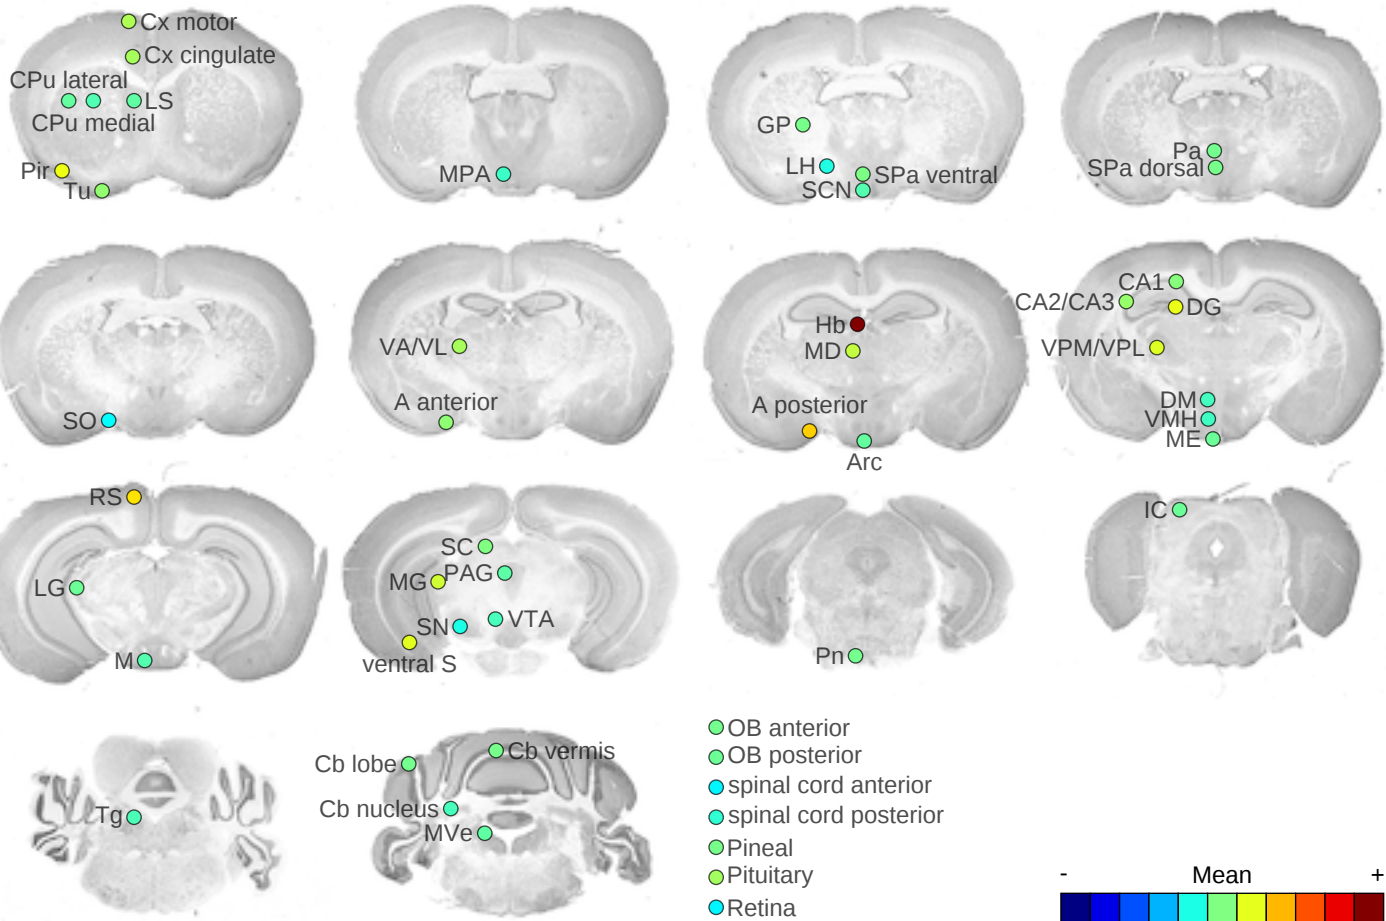 Cx motor
Cx cingulate
CPu lateral
LS
CPu medial
Pir
Tu
MPA
GP
LH
SPa ventral
SCN
Pa
SPa dorsal
SO
VA/VL
A anterior
Hb
MD
A posterior
Arc
CA1
CA2/CA3
DG
VPM/VPL
DM
VMH
ME
RS
LG
M
SC
PAG
MG
SN
VTA
ventral S
Pn
IC
Tg
Cb lobe
Cb vermis
Cb nucleus
MVe
OB anterior
OB posterior
spinal cord anterior
spinal cord posterior
Pineal
Pituitary
Retina
- Mean +